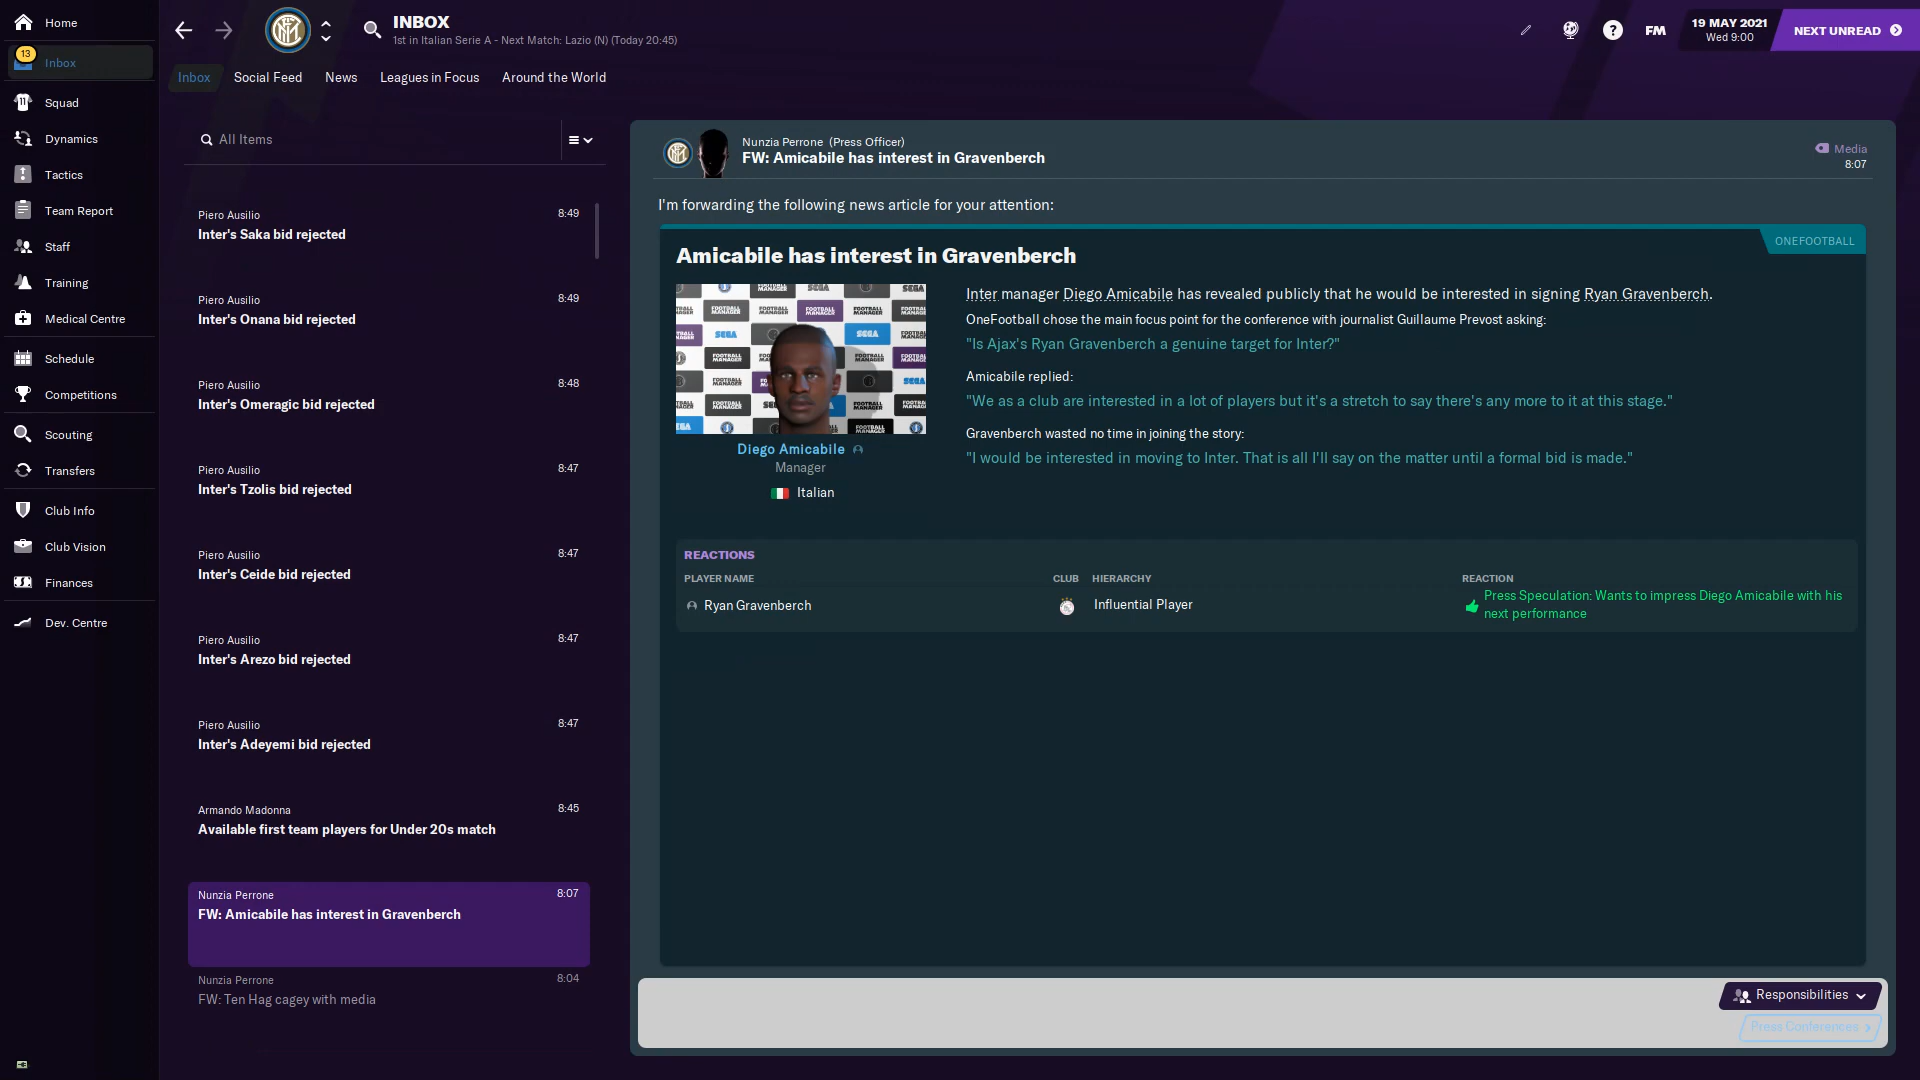 Home
13
Inbox
Squad
Dynamics
Tactics
Team Report
Staff
Training
Medical Centre
Schedule
Competitions
Scouting
Transfers
Club Info
Club Vision
Finances
Dev. Centre
INBOX
1st in Italian Serie A - Next Match: Lazio (N) (Today 20:45)
FM
19 MAY 2021
Wed 9:00
NEXT UNREAD
Inbox
Social Feed
News
Leagues in Focus
Around the World
All Items
Piero Ausilio 8:49
Inter's Saka bid rejected
Piero Ausilio 8:49
Inter's Onana bid rejected
Piero Ausilio 8:48
Inter's Omeragic bid rejected
Piero Ausilio 8:47
Inter's Tzolis bid rejected
Piero Ausilio 8:47
Inter's Ceide bid rejected
Piero Ausilio 8:47
Inter's Arezo bid rejected
Piero Ausilio 8:47
Inter's Adeyemi bid rejected
Armando Madonna 8:45
Available first team players for Under 20s match
Nunzia Perrone 8:07
FW: Amicabile has interest in Gravenberch
Nunzia Perrone 8:04
FW: Ten Hag cagey with media
Nunzia Perrone (Press Officer)
FW: Amicabile has interest in Gravenberch
Media
8:07
I'm forwarding the following news article for your attention:
ONEFOOTBALL
Amicabile has interest in Gravenberch
SEGA
FOOTBALL MANAGER
Diego Amicabile
Manager
Italian
Inter manager Diego Amicabile has revealed publicly that he would be interested in signing Ryan Gravenberch.
OneFootball chose the main focus point for the conference with journalist Guillaume Prevost asking:
"Is Ajax's Ryan Gravenberch a genuine target for Inter?"
Amicabile replied:
"We as a club are interested in a lot of players but it's a stretch to say there's any more to it at this stage."
Gravenberch wasted no time in joining the story:
"I would be interested in moving to Inter. That is all I'll say on the matter until a formal bid is made."
REACTIONS
PLAYER NAME CLUB HIERARCHY REACTION
Ryan Gravenberch Influential Player Press Speculation: Wants to impress Diego Amicabile with his
next performance
Responsibilities
Press Conferences